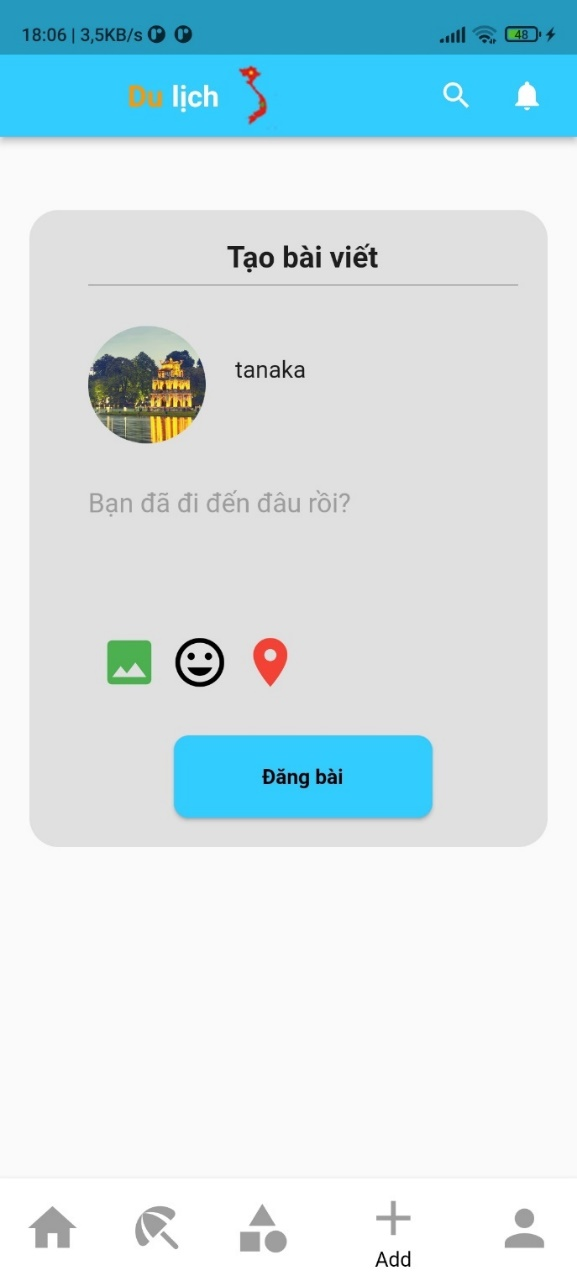 18:06 | 3,5KB/s
48
Du lịch
Tạo bài viết
tanaka
Bạn đã đi đến đâu rồi?
Đăng bài
Add